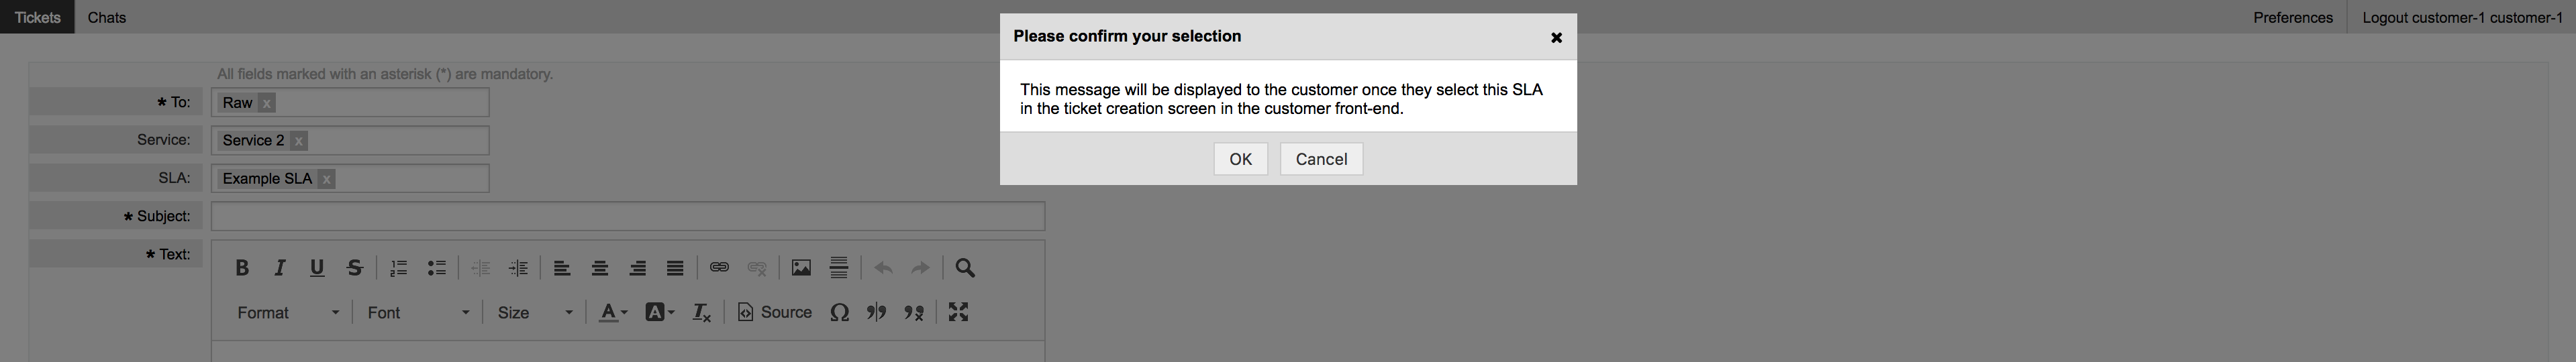 Tickets Chats Preferences Logout customer-1 customer-1
Please confirm your selection
This message will be displayed to the customer once they select this SLA
in the ticket creation screen in the customer front-end.
OK Cancel
All fields marked with an asterisk (*) are mandatory.
* To: Raw x
Service: Service 2 x
SLA: Example SLA x
* Subject:
* Text:
Format Font Size Source